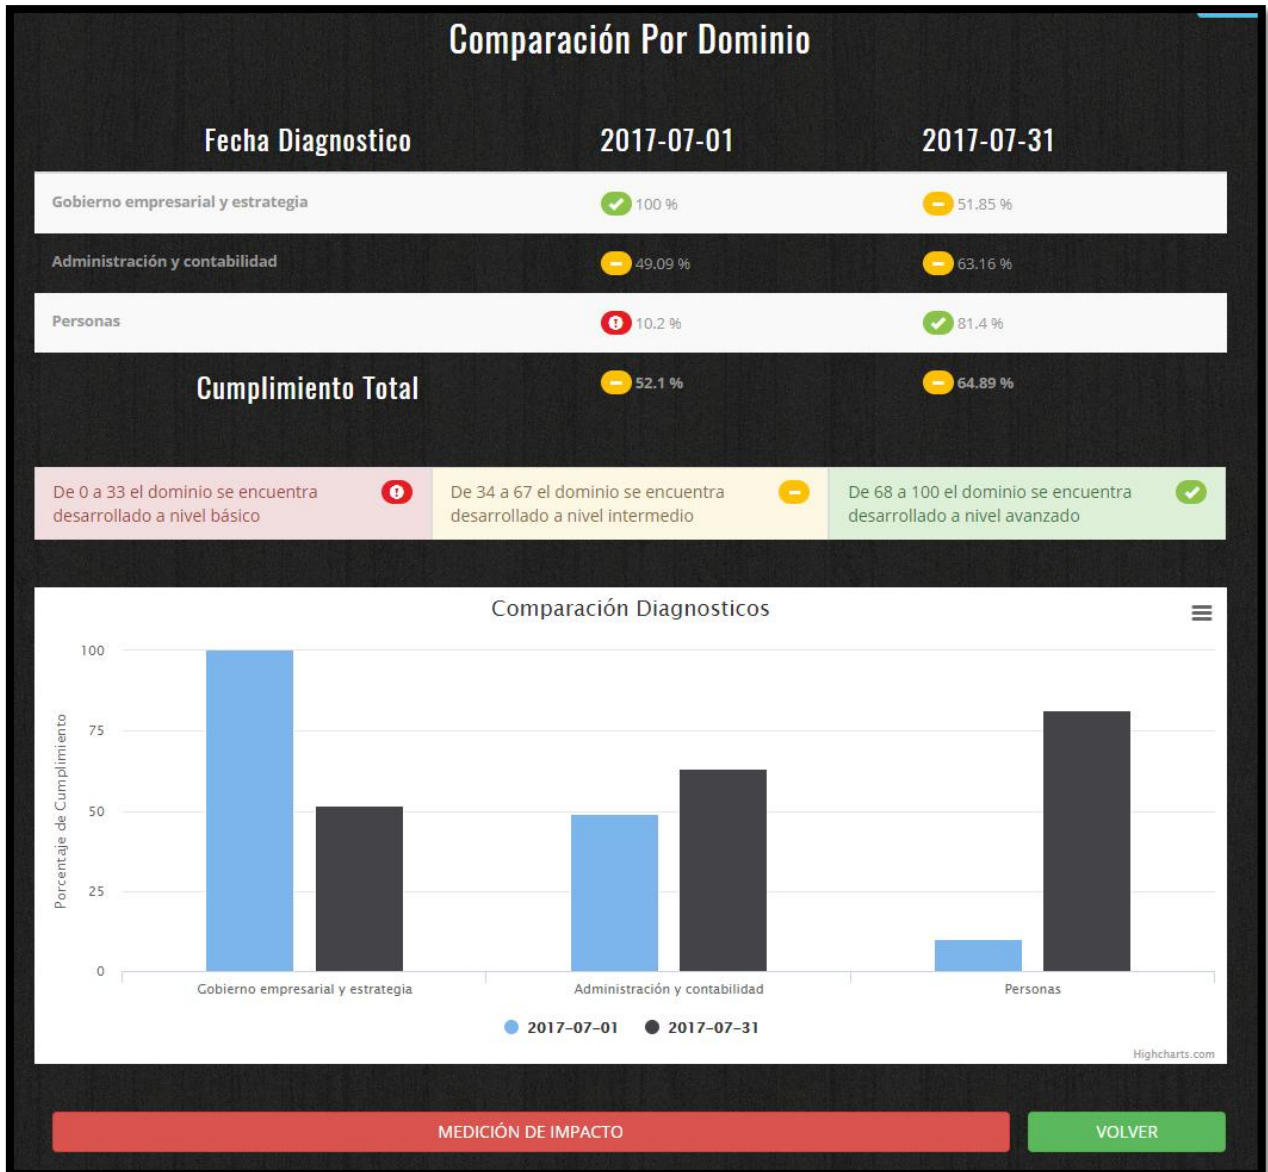 Comparación Por Dominio
Fecha Diagnostico 2017-07-01 2017-07-31
Gobierno empresarial y estrategia 100 % 51.85 %
Administración y contabilidad 49.09 % 63.16 %
Personas 10.2 % 81.4 %
Cumplimiento Total 52.1 % 64.89 %
De 0 a 33 el dominio se encuentra
desarrollado a nivel básico
De 34 a 67 el dominio se encuentra
desarrollado a nivel intermedio
De 68 a 100 el dominio se encuentra
desarrollado a nivel avanzado
Comparación Diagnosticos
Porcentaje de Cumplimiento
100
75
50
25
0
Gobierno empresarial y estrategia Administración y contabilidad Personas
2017-07-01 2017-07-31
Highcharts.com
MEDICIÓN DE IMPACTO VOLVER